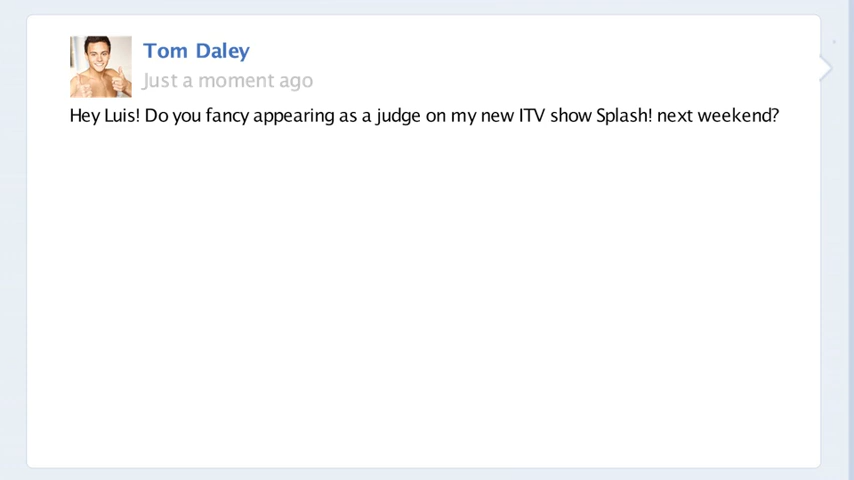 Tom Daley
Just a moment ago
Hey Luis! Do you fancy appearing as a judge on my new ITV show Splash! next weekend?